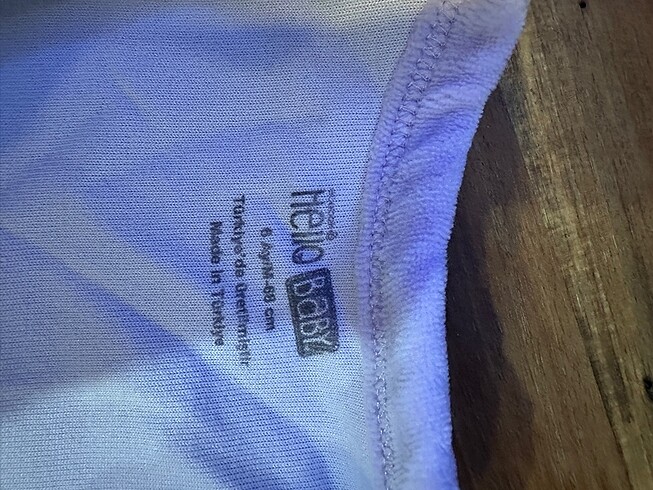 Hello BaBY
6 Ay/M-68 cm
Türkiye'de Üretilmiştir
Made in Türkiye